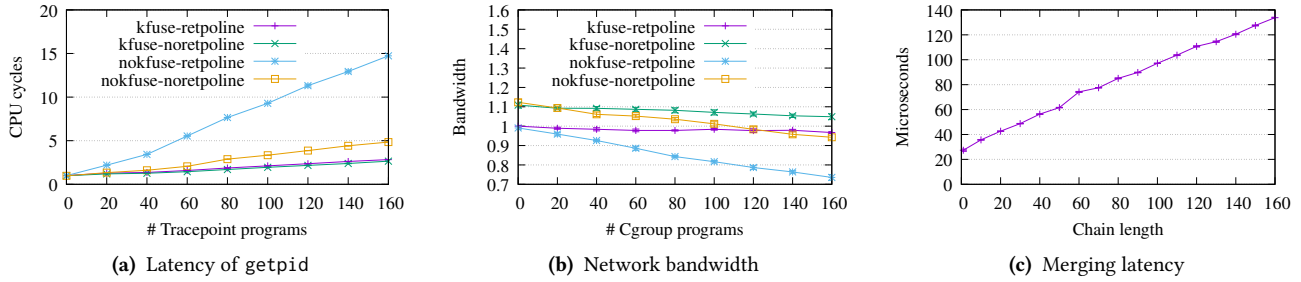 kfuse-retpoline
kfuse-noretpoline
nokfuse-retpoline
nokfuse-noretpoline
20
15
10
5
0
CPU cycles
0 20 40 60 80 100 120 140 160
# Tracepoint programs
(a) Latency of getpid
kfuse-retpoline
kfuse-noretpoline
nokfuse-retpoline
nokfuse-noretpoline
1.6
1.5
1.4
1.3
1.2
1.1
1
0.9
0.8
0.7
Bandwidth
0 20 40 60 80 100 120 140 160
# Cgroup programs
(b) Network bandwidth
140
120
100
80
60
40
20
0
Microseconds
0 20 40 60 80 100 120 140 160
Chain length
(c) Merging latency